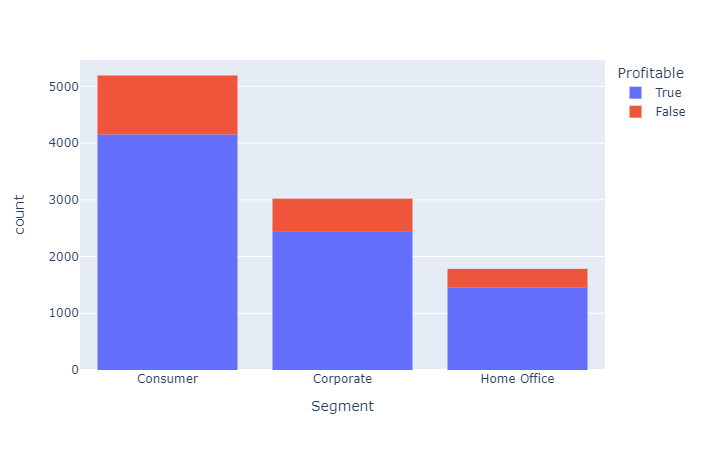 Profitable
True
False
5000
4000
3000
2000
1000
0
count
Consumer
Corporate
Home Office
Segment